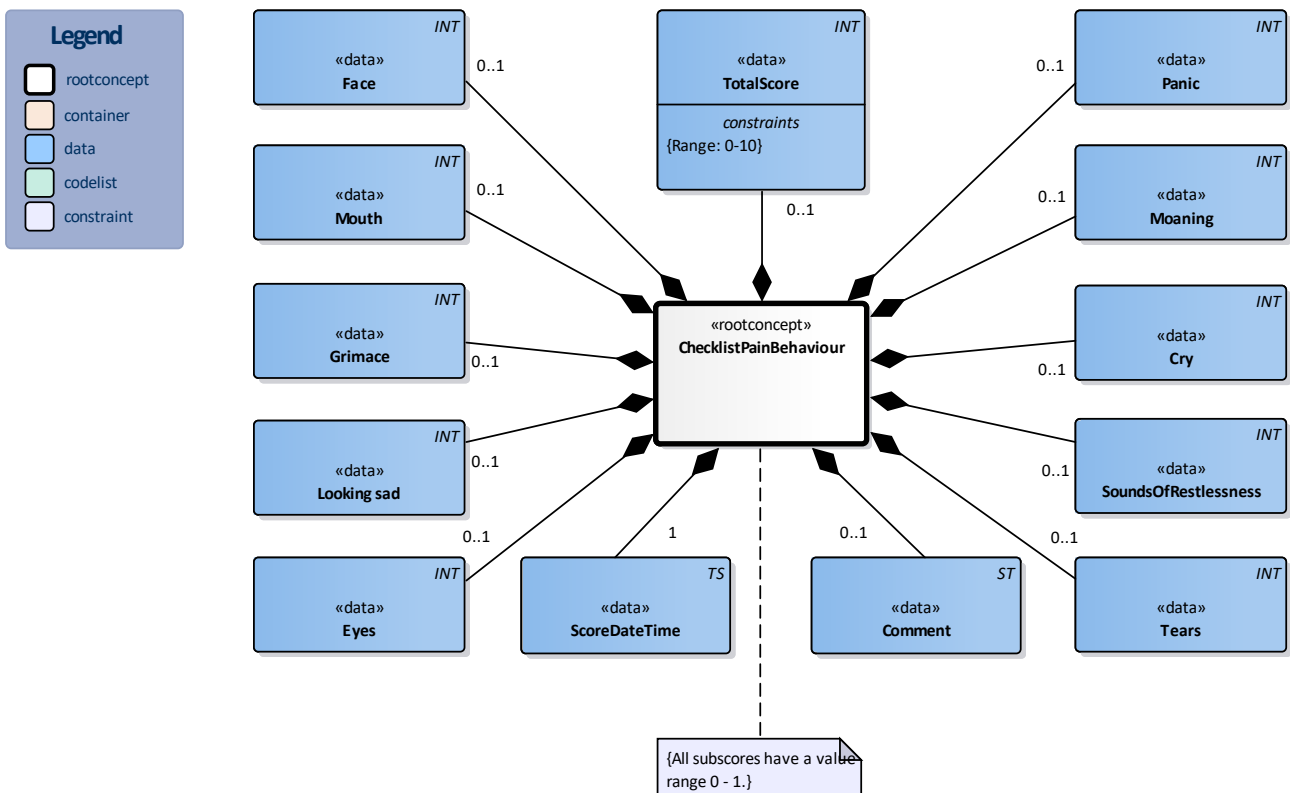 Legend
rootconcept
container
data
codelist
constraint
INT
«data»
Face
0..1
INT
«data»
TotalScore
constraints
{Range: 0-10}
0..1
INT
«data»
Panic
0..1
INT
«data»
Mouth
0..1
INT
«data»
Moaning
0..1
INT
«data»
Grimace
0..1
«rootconcept»
ChecklistPainBehaviour
INT
«data»
Cry
0..1
INT
«data»
Looking sad
0..1
INT
«data»
SoundsOfRestlessness
0..1
INT
«data»
Eyes
0..1
TS
«data»
ScoreDateTime
1
ST
«data»
Comment
0..1
INT
«data»
Tears
0..1
{All subscores have a value
range 0 - 1.}